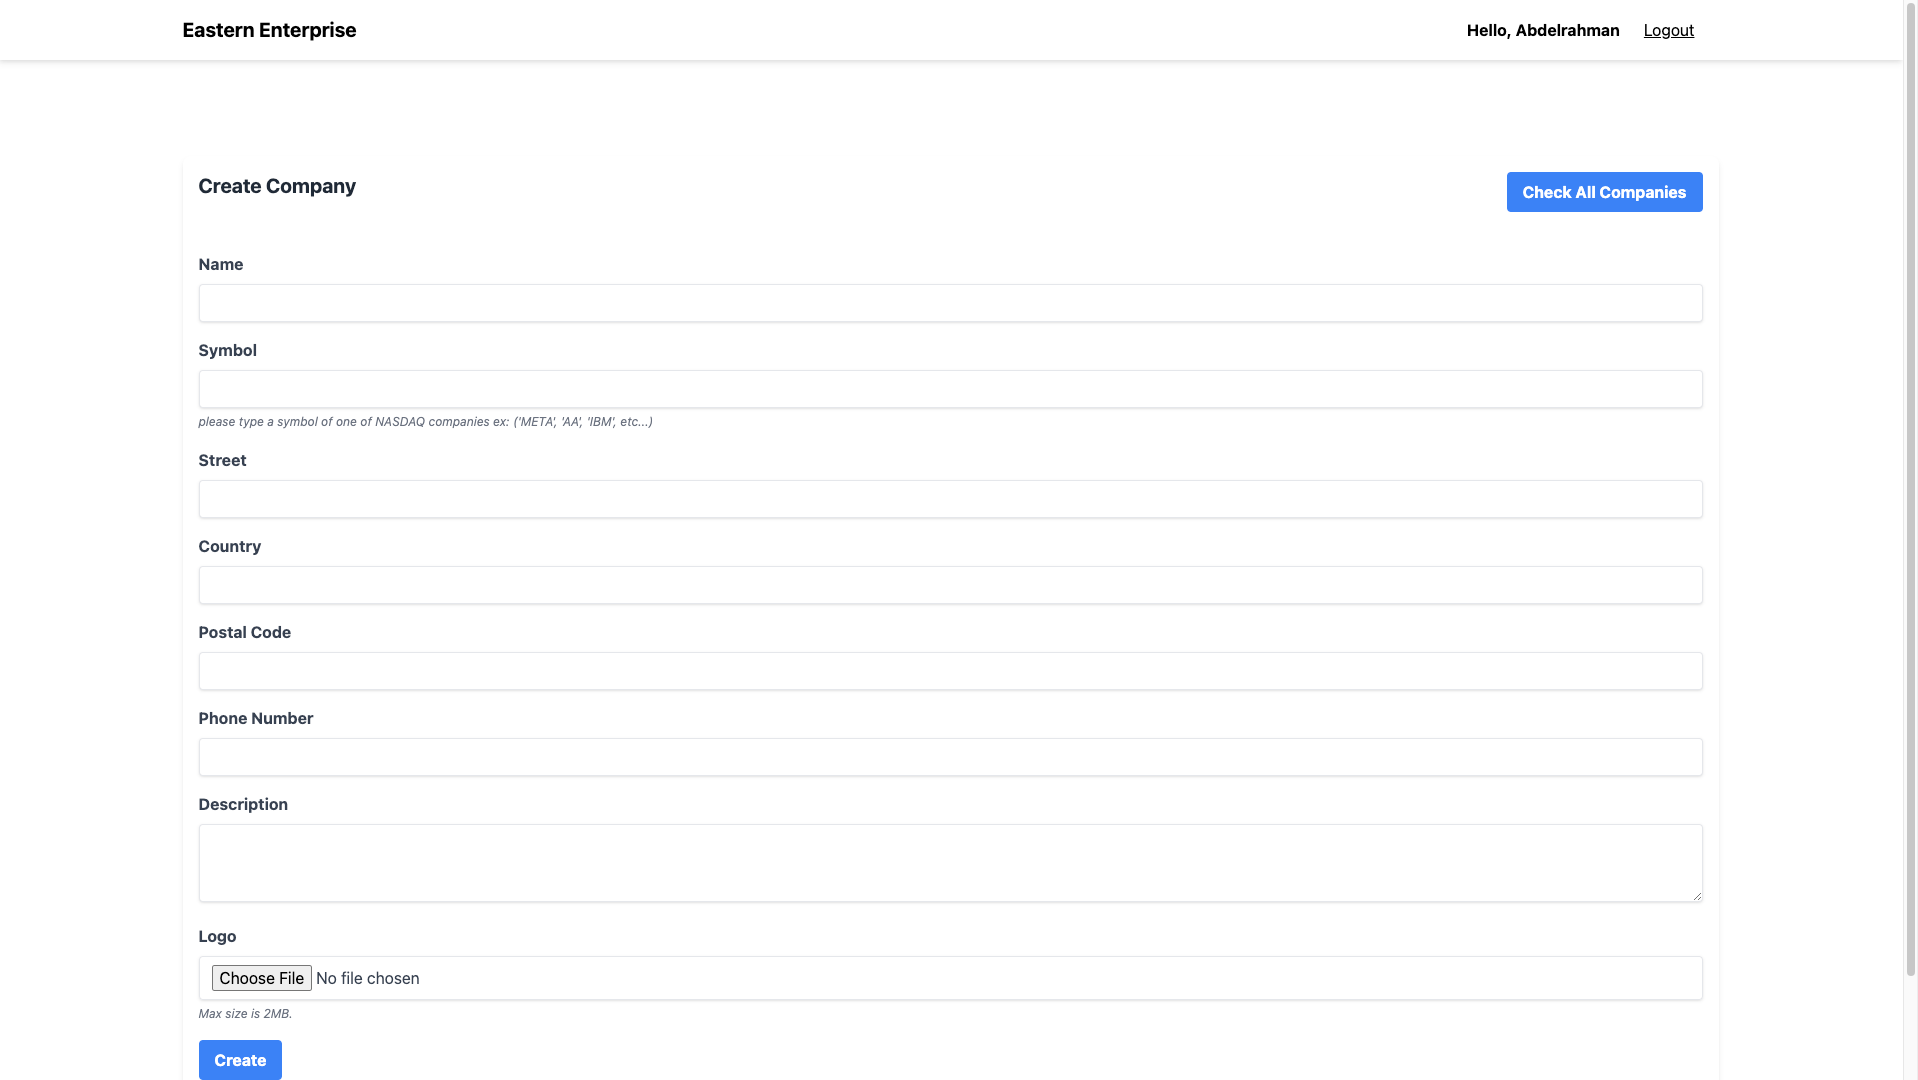 Eastern Enterprise
Hello, Abdelrahman Logout
Create Company
Check All Companies
Name
Symbol
please type a symbol of one of NASDAQ companies ex: ('META', 'AA', 'IBM', etc...)
Street
Country
Postal Code
Phone Number
Description
Logo
Choose File No file chosen
Max size is 2MB.
Create